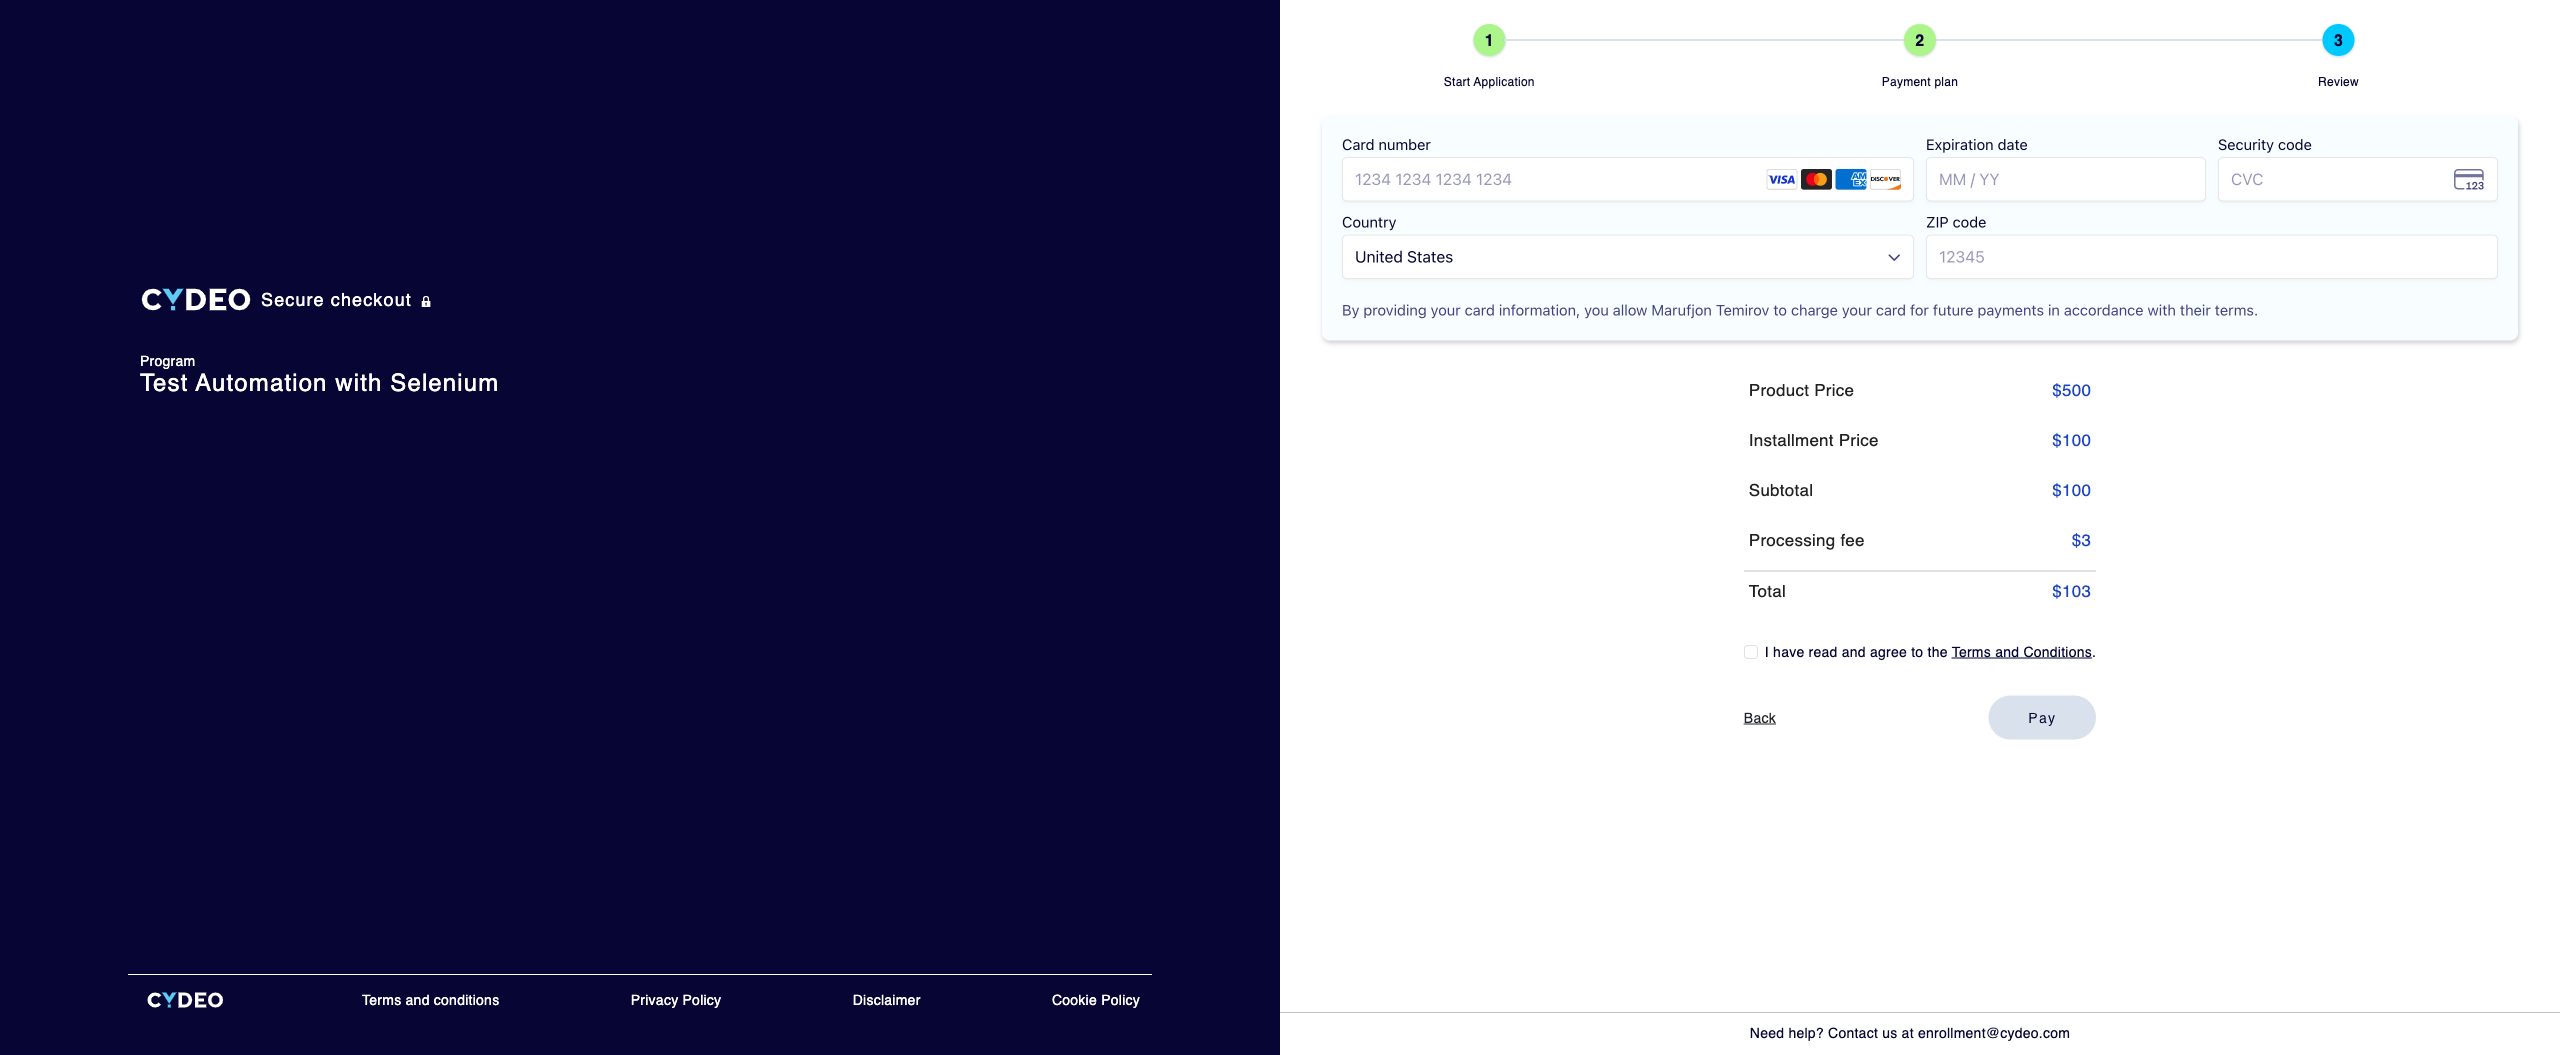 CYDEO Secure checkout
Program
Test Automation with Selenium
CYDEO Terms and conditions Privacy Policy Disclaimer Cookie Policy
1 2 3
Start Application Payment plan Review
Card number Expiration date Security code
1234 1234 1234 1234 VISA AM EX DISCOVER MM / YY CVC 123
Country ZIP code
United States 12345
By providing your card information, you allow Marufjon Temirov to charge your card for future payments in accordance with their terms.
Product Price $500
Installment Price $100
Subtotal $100
Processing fee $3
Total $103
I have read and agree to the Terms and Conditions.
Back Pay
Need help? Contact us at enrollment@cydeo.com